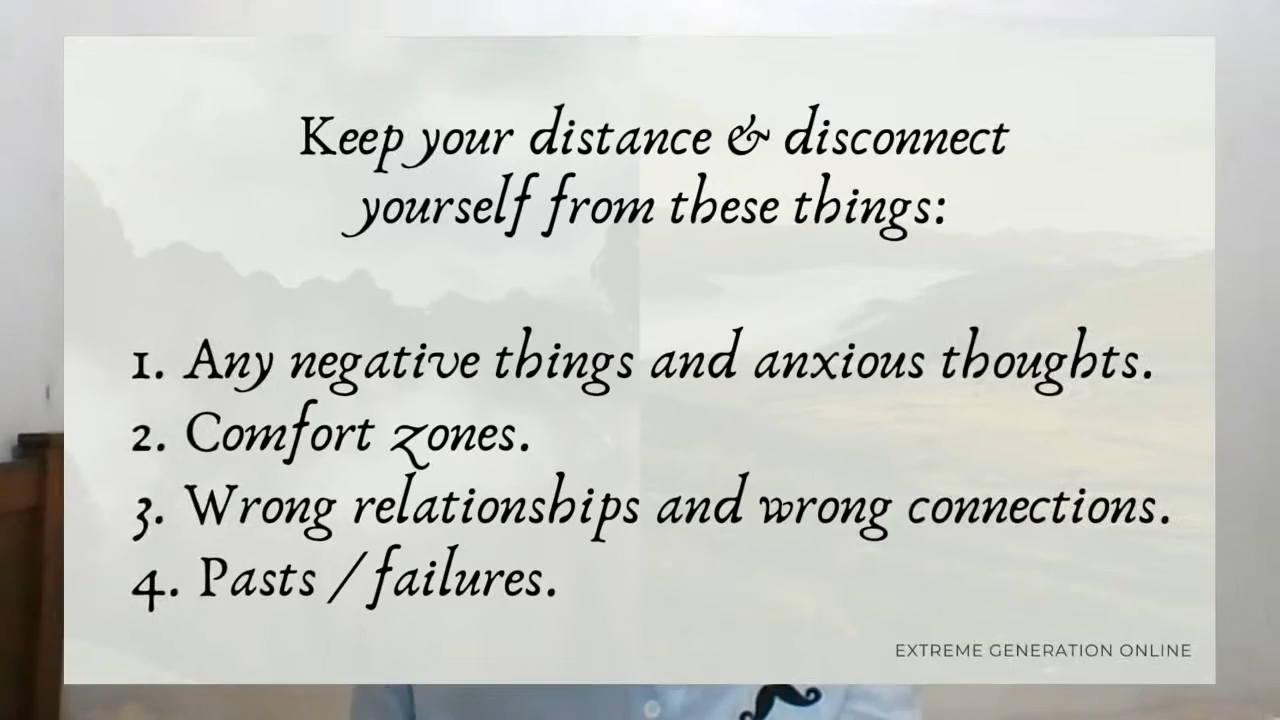 Keep your distance & disconnect
yourself from these things:
1. Any negative things and anxious thoughts.
2. Comfort zones.
3. Wrong relationships and wrong connections.
4. Pasts / failures.
EXTREME GENERATION ONLINE